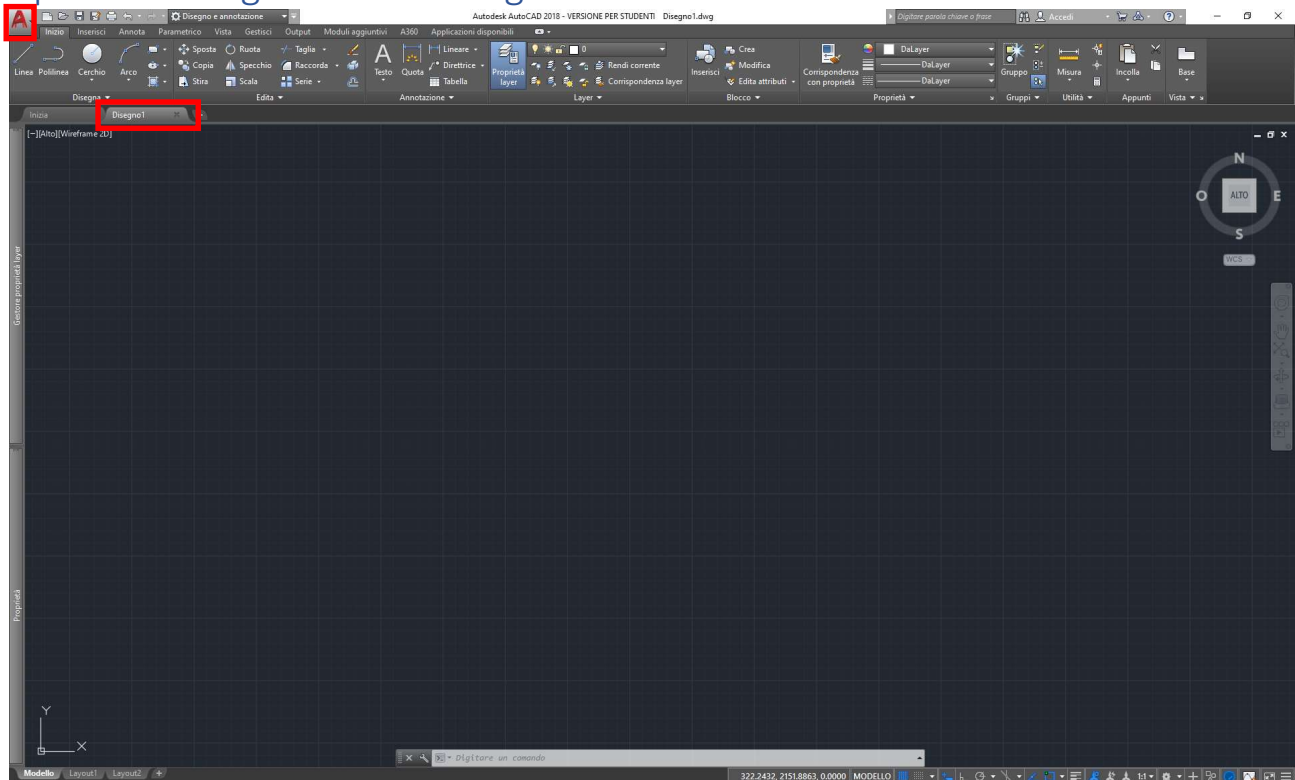 Disegno e annotazione
Autodesk AutoCAD 2018 - VERSIONE PER STUDENTI Disegno1.dwg
Digitare parola chiave o frase
Accedi
Inizio Inserisci Annota Parametrico Vista Gestisci Output Moduli aggiuntivi A360 Applicazioni disponibili
Sposta Ruota Taglia Lineare 0 Crea DaLayer
Copia Specchio Raccorda Direttrice Rendi corrente Modifica DaLayer
Stira Scala Serie Tabella Corrispondenza layer Edita attributi DaLayer
Linea Polilinea Cerchio Arco Testo Quota Proprietà layer Inserisci Corrispondenza con proprietà Gruppo Misura Incolla Base
Disegna Edita Annotazione Layer Blocco Proprietà Gruppi Utilità Appunti Vista
Inizia Disegno1
[−][Alto][Wireframe 2D]
N
O ALTO E
S
WCS
Gestore proprietà layer
Proprietà
Y
X
Digitare un comando
Modello Layout1 Layout2 +
322.2432, 2151.8863, 0.0000 MODELLO 1:1